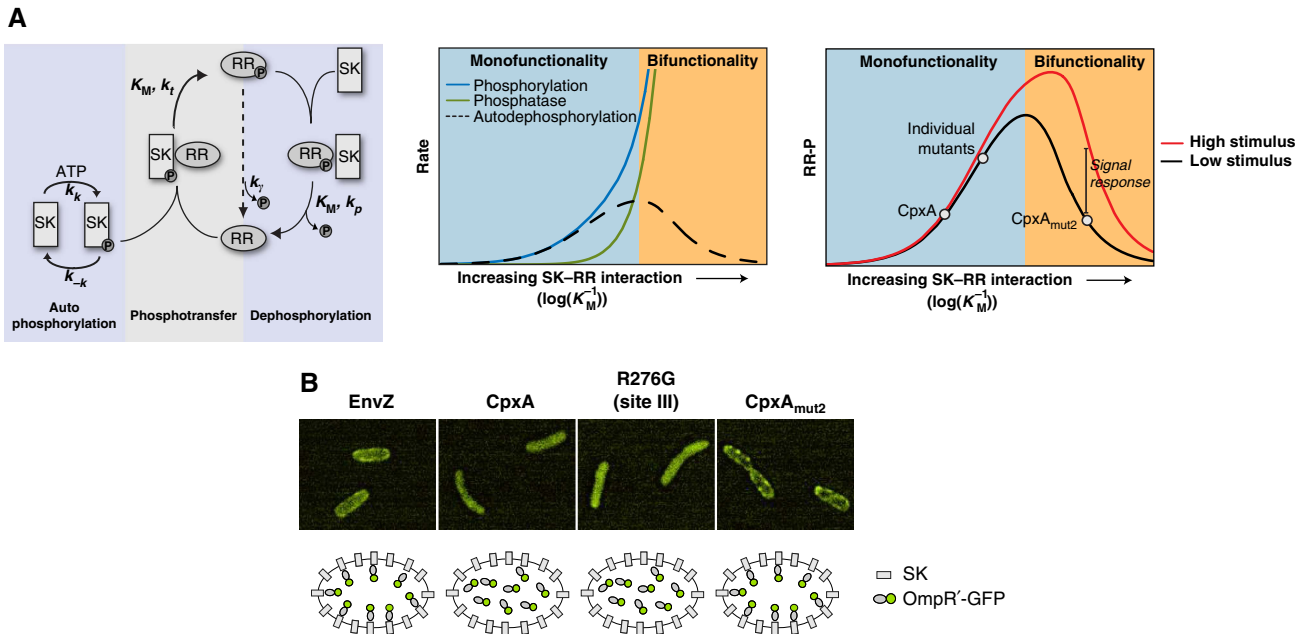 A
RR
P
SK
K_M, k_t
SK
RR
P
RR
SK
P
ATP
k_k
k_γ
P
K_M, k_p
SK
SK
P
RR
P
k_–k
Auto
phosphorylation
Phosphotransfer
Dephosphorylation
Monofunctionality
Bifunctionality
Phosphorylation
Phosphatase
Autodephosphorylation
Rate
Increasing SK–RR interaction
(log(K_M^–1))
Monofunctionality
Bifunctionality
Individual
mutants
CpxA
CpxA_mut2
Signal
response
High stimulus
Low stimulus
RR-P
Increasing SK–RR interaction
(log(K_M^–1))
B
EnvZ
CpxA
R276G
(site III)
CpxA_mut2
SK
OmpR′-GFP